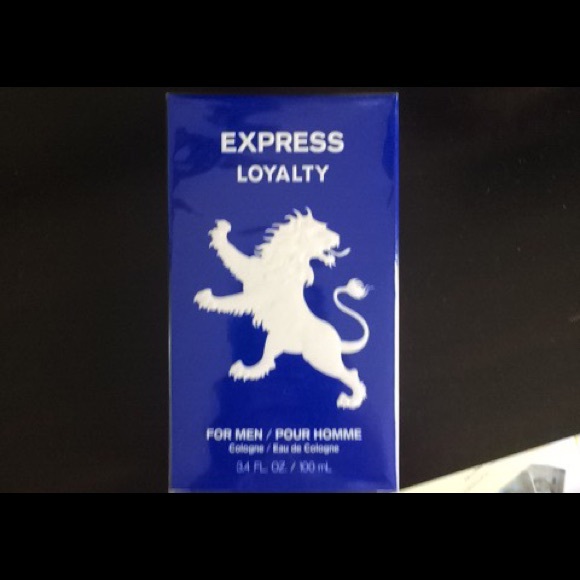 EXPRESS
LOYALTY
FOR MEN / POUR HOMME
Cologne / Eau de Cologne
3.4 FL. OZ. / 100 mL